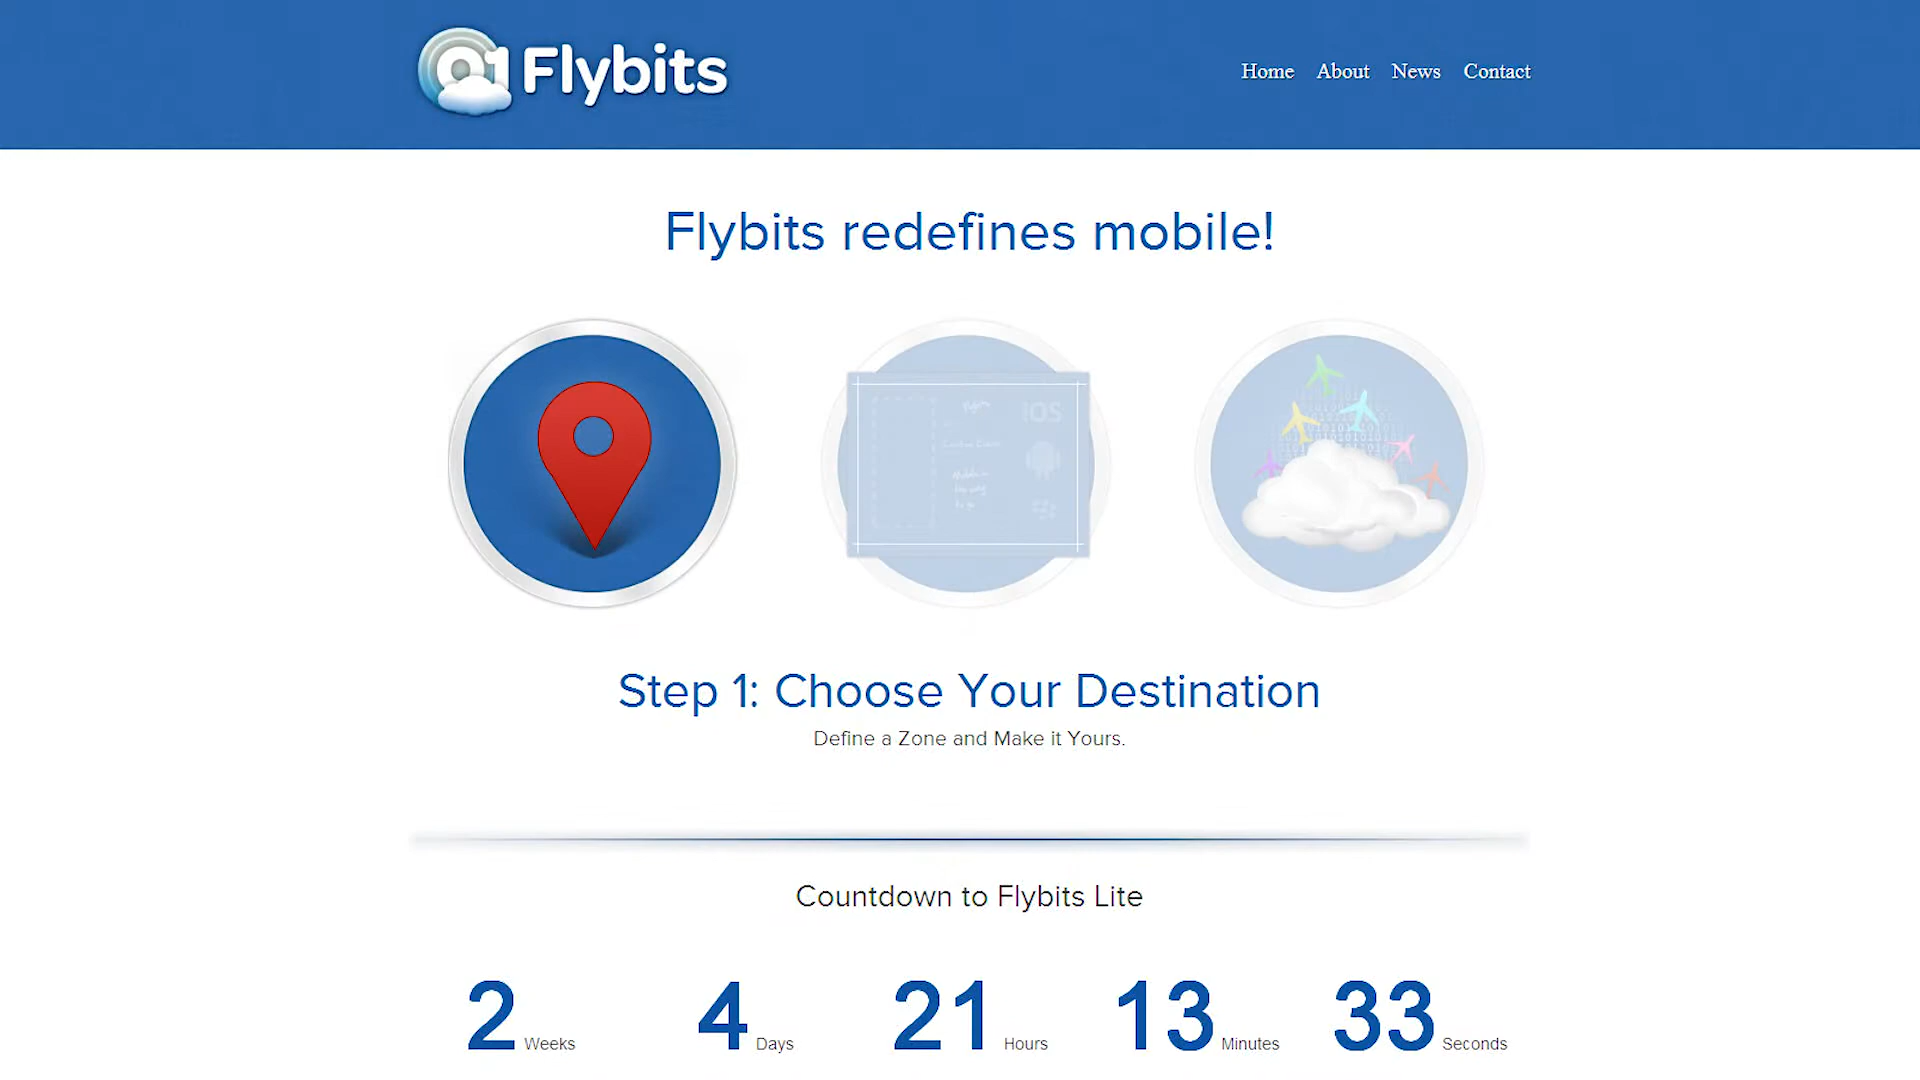 Flybits
Home About News Contact
Flybits redefines mobile!
iOS
Step 1: Choose Your Destination
Define a Zone and Make it Yours.
Countdown to Flybits Lite
2 Weeks 4 Days 21 Hours 13 Minutes 33 Seconds